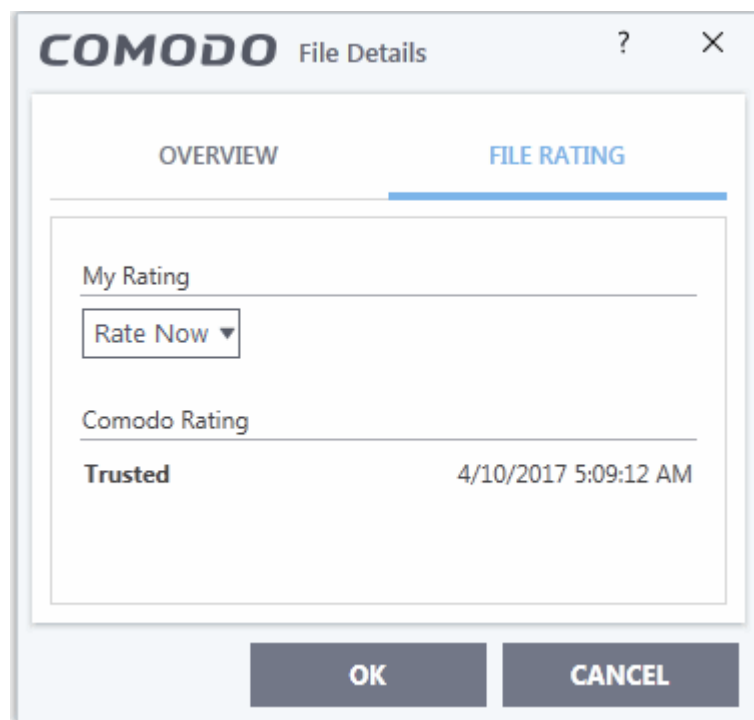 COMODO File Details ? ×
OVERVIEW FILE RATING
My Rating
Rate Now
Comodo Rating
Trusted 4/10/2017 5:09:12 AM
OK CANCEL